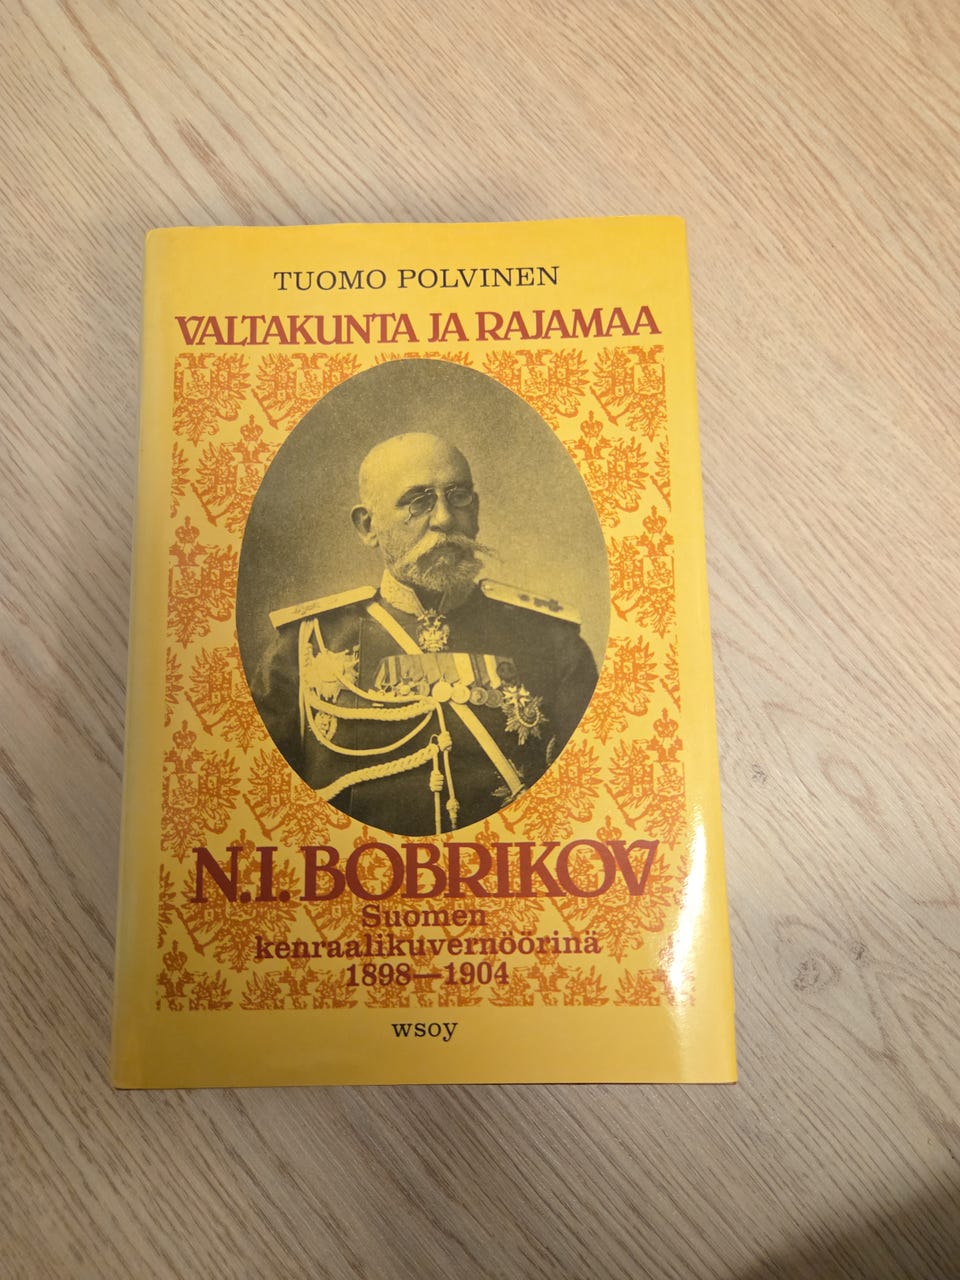 TUOMO POLVINEN
VALTAKUNTA JA RAJAMAA
N.I. BOBRIKOV
Suomen
kenraalikuvernöörinä
1898—1904
wsoy